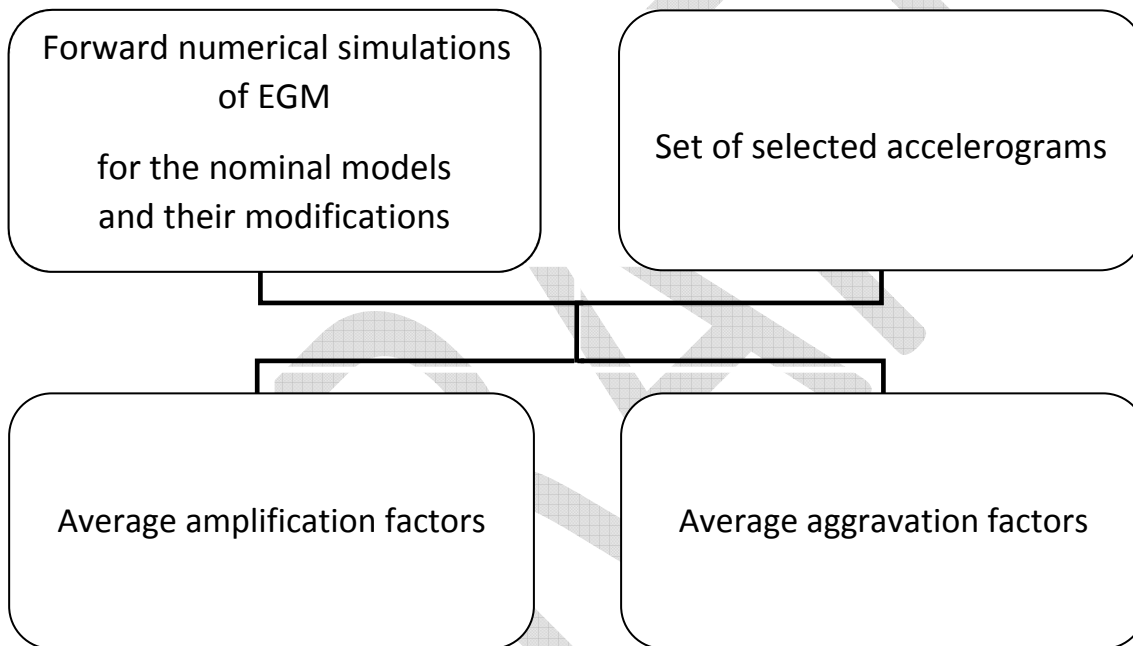 Forward numerical simulations
of EGM
for the nominal models
and their modifications
Set of selected accelerograms
Average amplification factors
Average aggravation factors